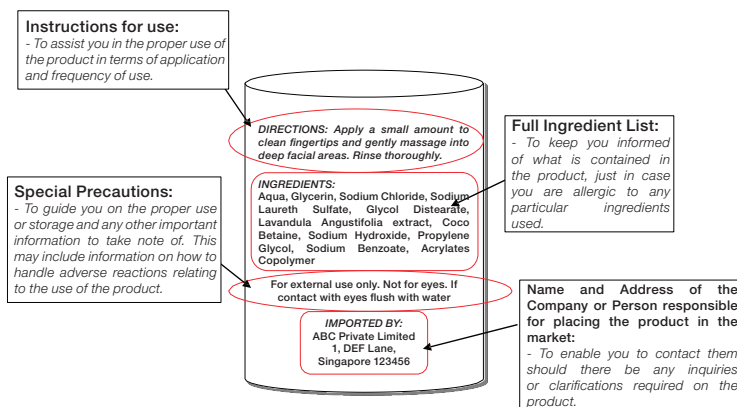 Instructions for use:
- To assist you in the proper use of
the product in terms of application
and frequency of use.
DIRECTIONS: Apply a small amount to
clean fingertips and gently massage into
deep facial areas. Rinse thoroughly.
Full Ingredient List:
- To keep you informed
of what is contained in
the product, just in case
you are allergic to any
particular ingredients
used.
INGREDIENTS:
Aqua, Glycerin, Sodium Chloride, Sodium
Laureth Sulfate, Glycol Distearate,
Lavandula Angustifolia extract, Coco
Betaine, Sodium Hydroxide, Propylene
Glycol, Sodium Benzoate, Acrylates
Copolymer
Special Precautions:
- To guide you on the proper use
or storage and any other important
information to take note of. This
may include information on how to
handle adverse reactions relating
to the use of the product.
For external use only. Not for eyes. If
contact with eyes flush with water
IMPORTED BY:
ABC Private Limited
1, DEF Lane,
Singapore 123456
Name and Address of the
Company or Person responsible
for placing the product in the
market:
- To enable you to contact them
should there be any inquiries
or clarifications required on the
product.